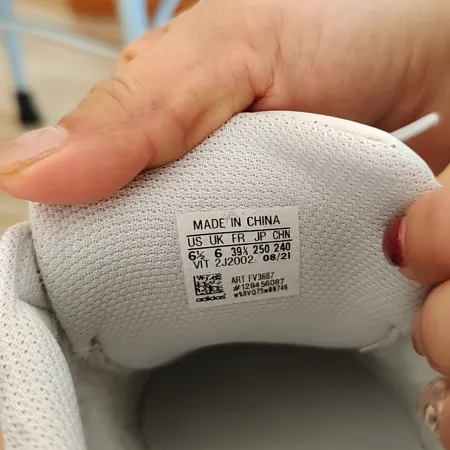 MADE IN CHINA
US UK FR JP CHN
6½ 6 39⅓ 250 240
VIT 2J2002 08/21
ART FV3687
#128456087
adidas